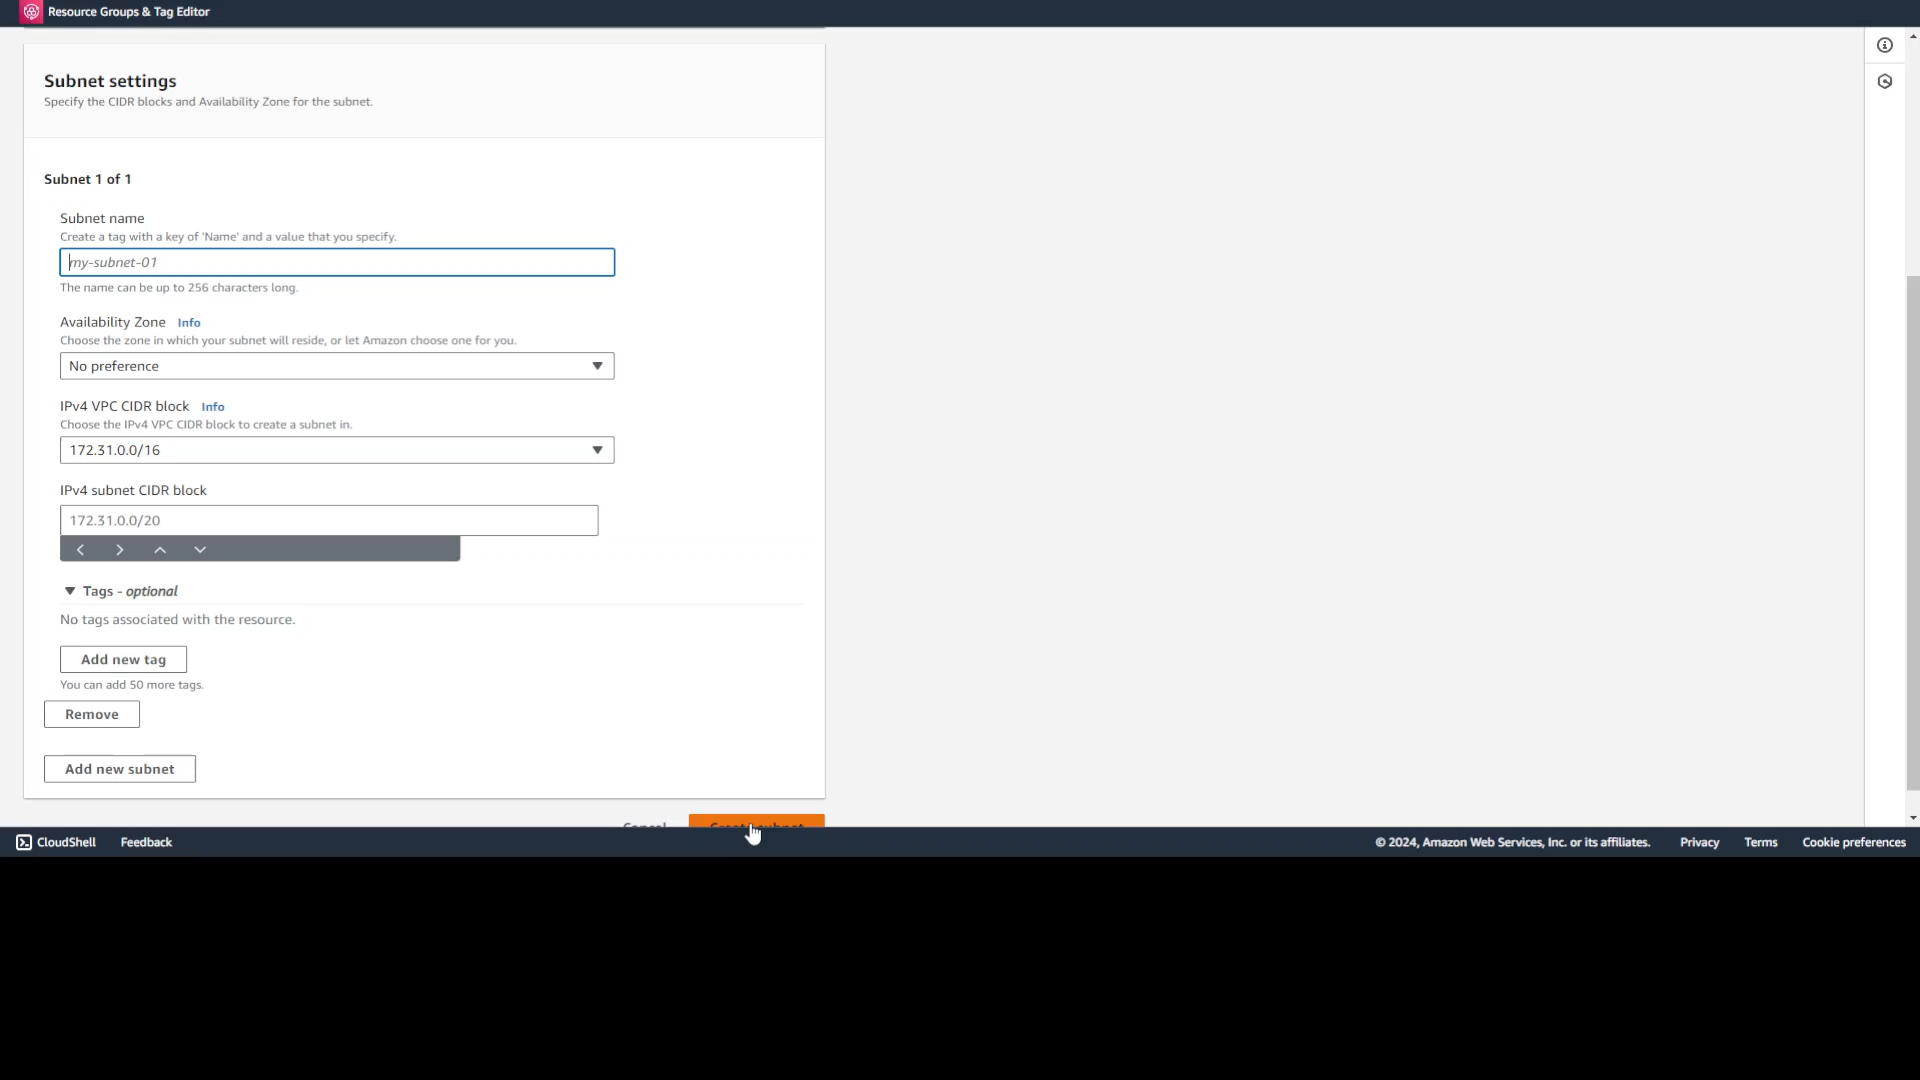 Resource Groups & Tag Editor
Subnet settings
Specify the CIDR blocks and Availability Zone for the subnet.
Subnet 1 of 1
Subnet name
Create a tag with a key of 'Name' and a value that you specify.
my-subnet-01
The name can be up to 256 characters long.
Availability Zone Info
Choose the zone in which your subnet will reside, or let Amazon choose one for you.
No preference
IPv4 VPC CIDR block Info
Choose the IPv4 VPC CIDR block to create a subnet in.
172.31.0.0/16
IPv4 subnet CIDR block
172.31.0.0/20
Tags - optional
No tags associated with the resource.
Add new tag
You can add 50 more tags.
Remove
Add new subnet
Cancel Create subnet
CloudShell Feedback © 2024, Amazon Web Services, Inc. or its affiliates. Privacy Terms Cookie preferences